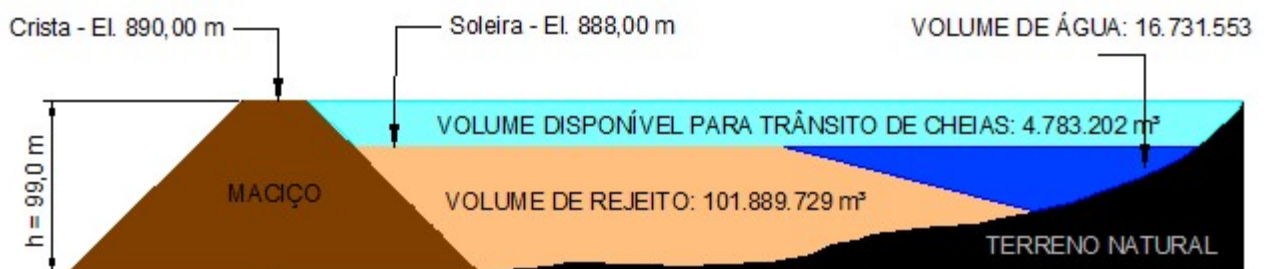 Crista - El. 890,00 m
Soleira - El. 888,00 m
VOLUME DE ÁGUA: 16.731.553
VOLUME DISPONÍVEL PARA TRÂNSITO DE CHEIAS: 4.783.202 m³
h = 99,0 m
MACIÇO
VOLUME DE REJEITO: 101.889.729 m³
TERRENO NATURAL